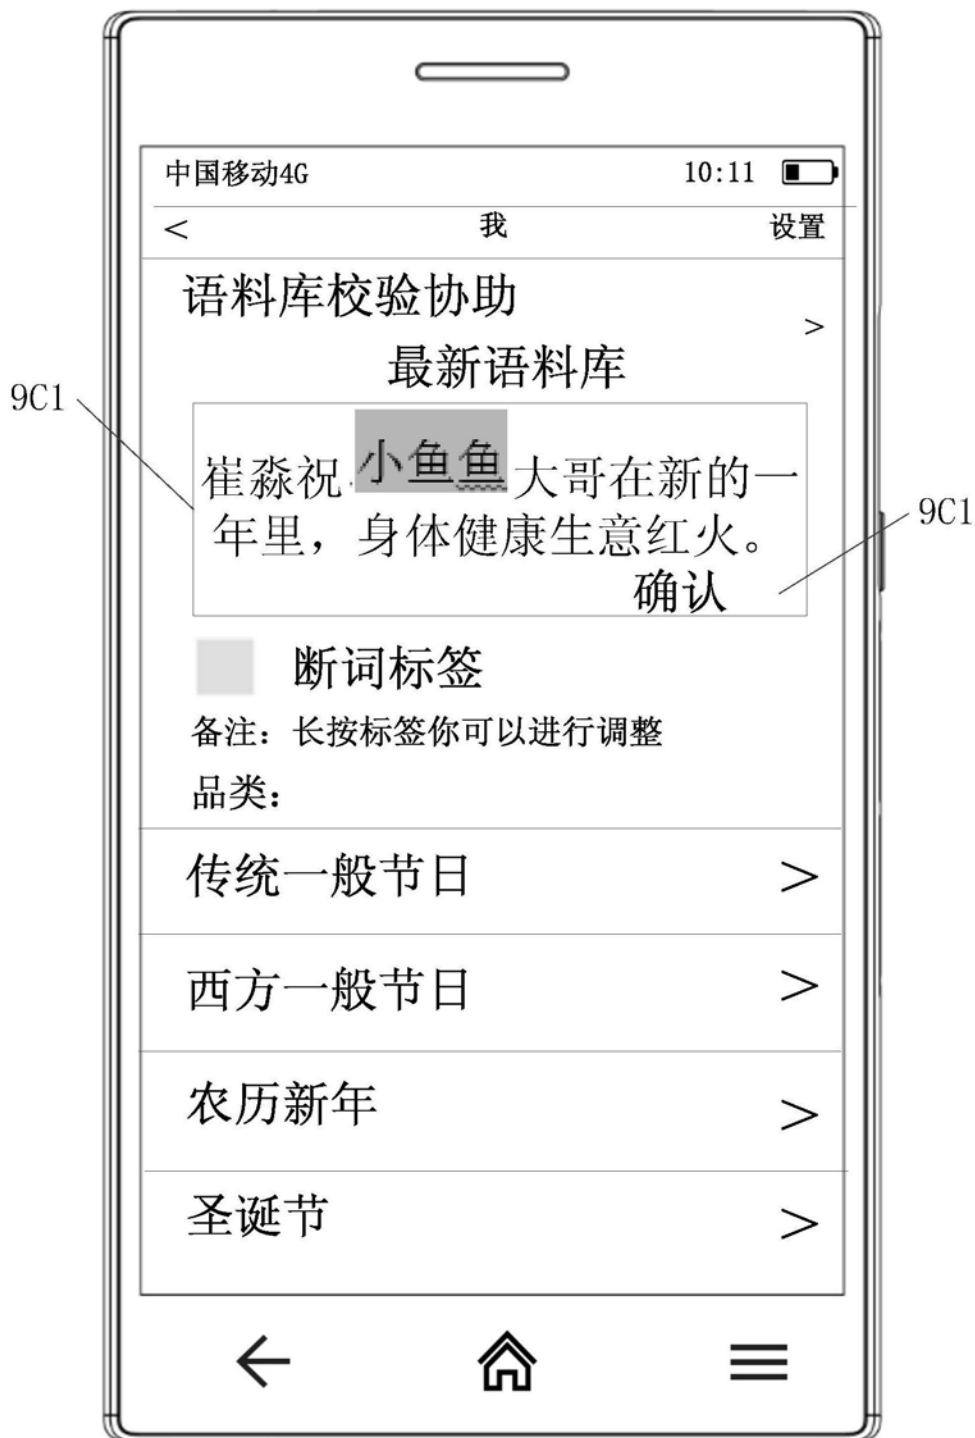 中国移动4G 10:11
< 我 设置
语料库校验协助
>
最新语料库
9C1
崔淼祝 小鱼鱼 大哥在新的一
年里，身体健康生意红火。
9C1
确认
断词标签
备注：长按标签你可以进行调整
品类：
传统一般节日 >
西方一般节日 >
农历新年 >
圣诞节 >